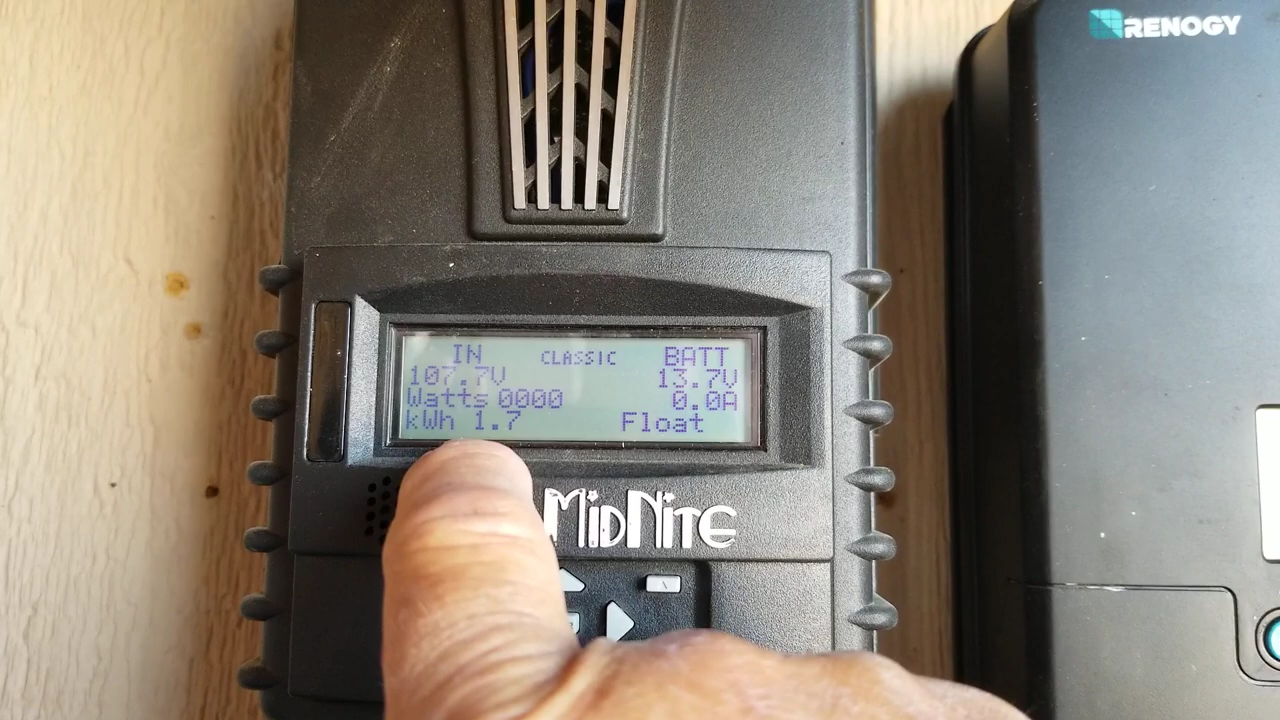 RENOGY
IN CLASSIC BATT
107.7V 13.7V
Watts 0000 0.0A
kWh 1.7 Float
MIDNITE